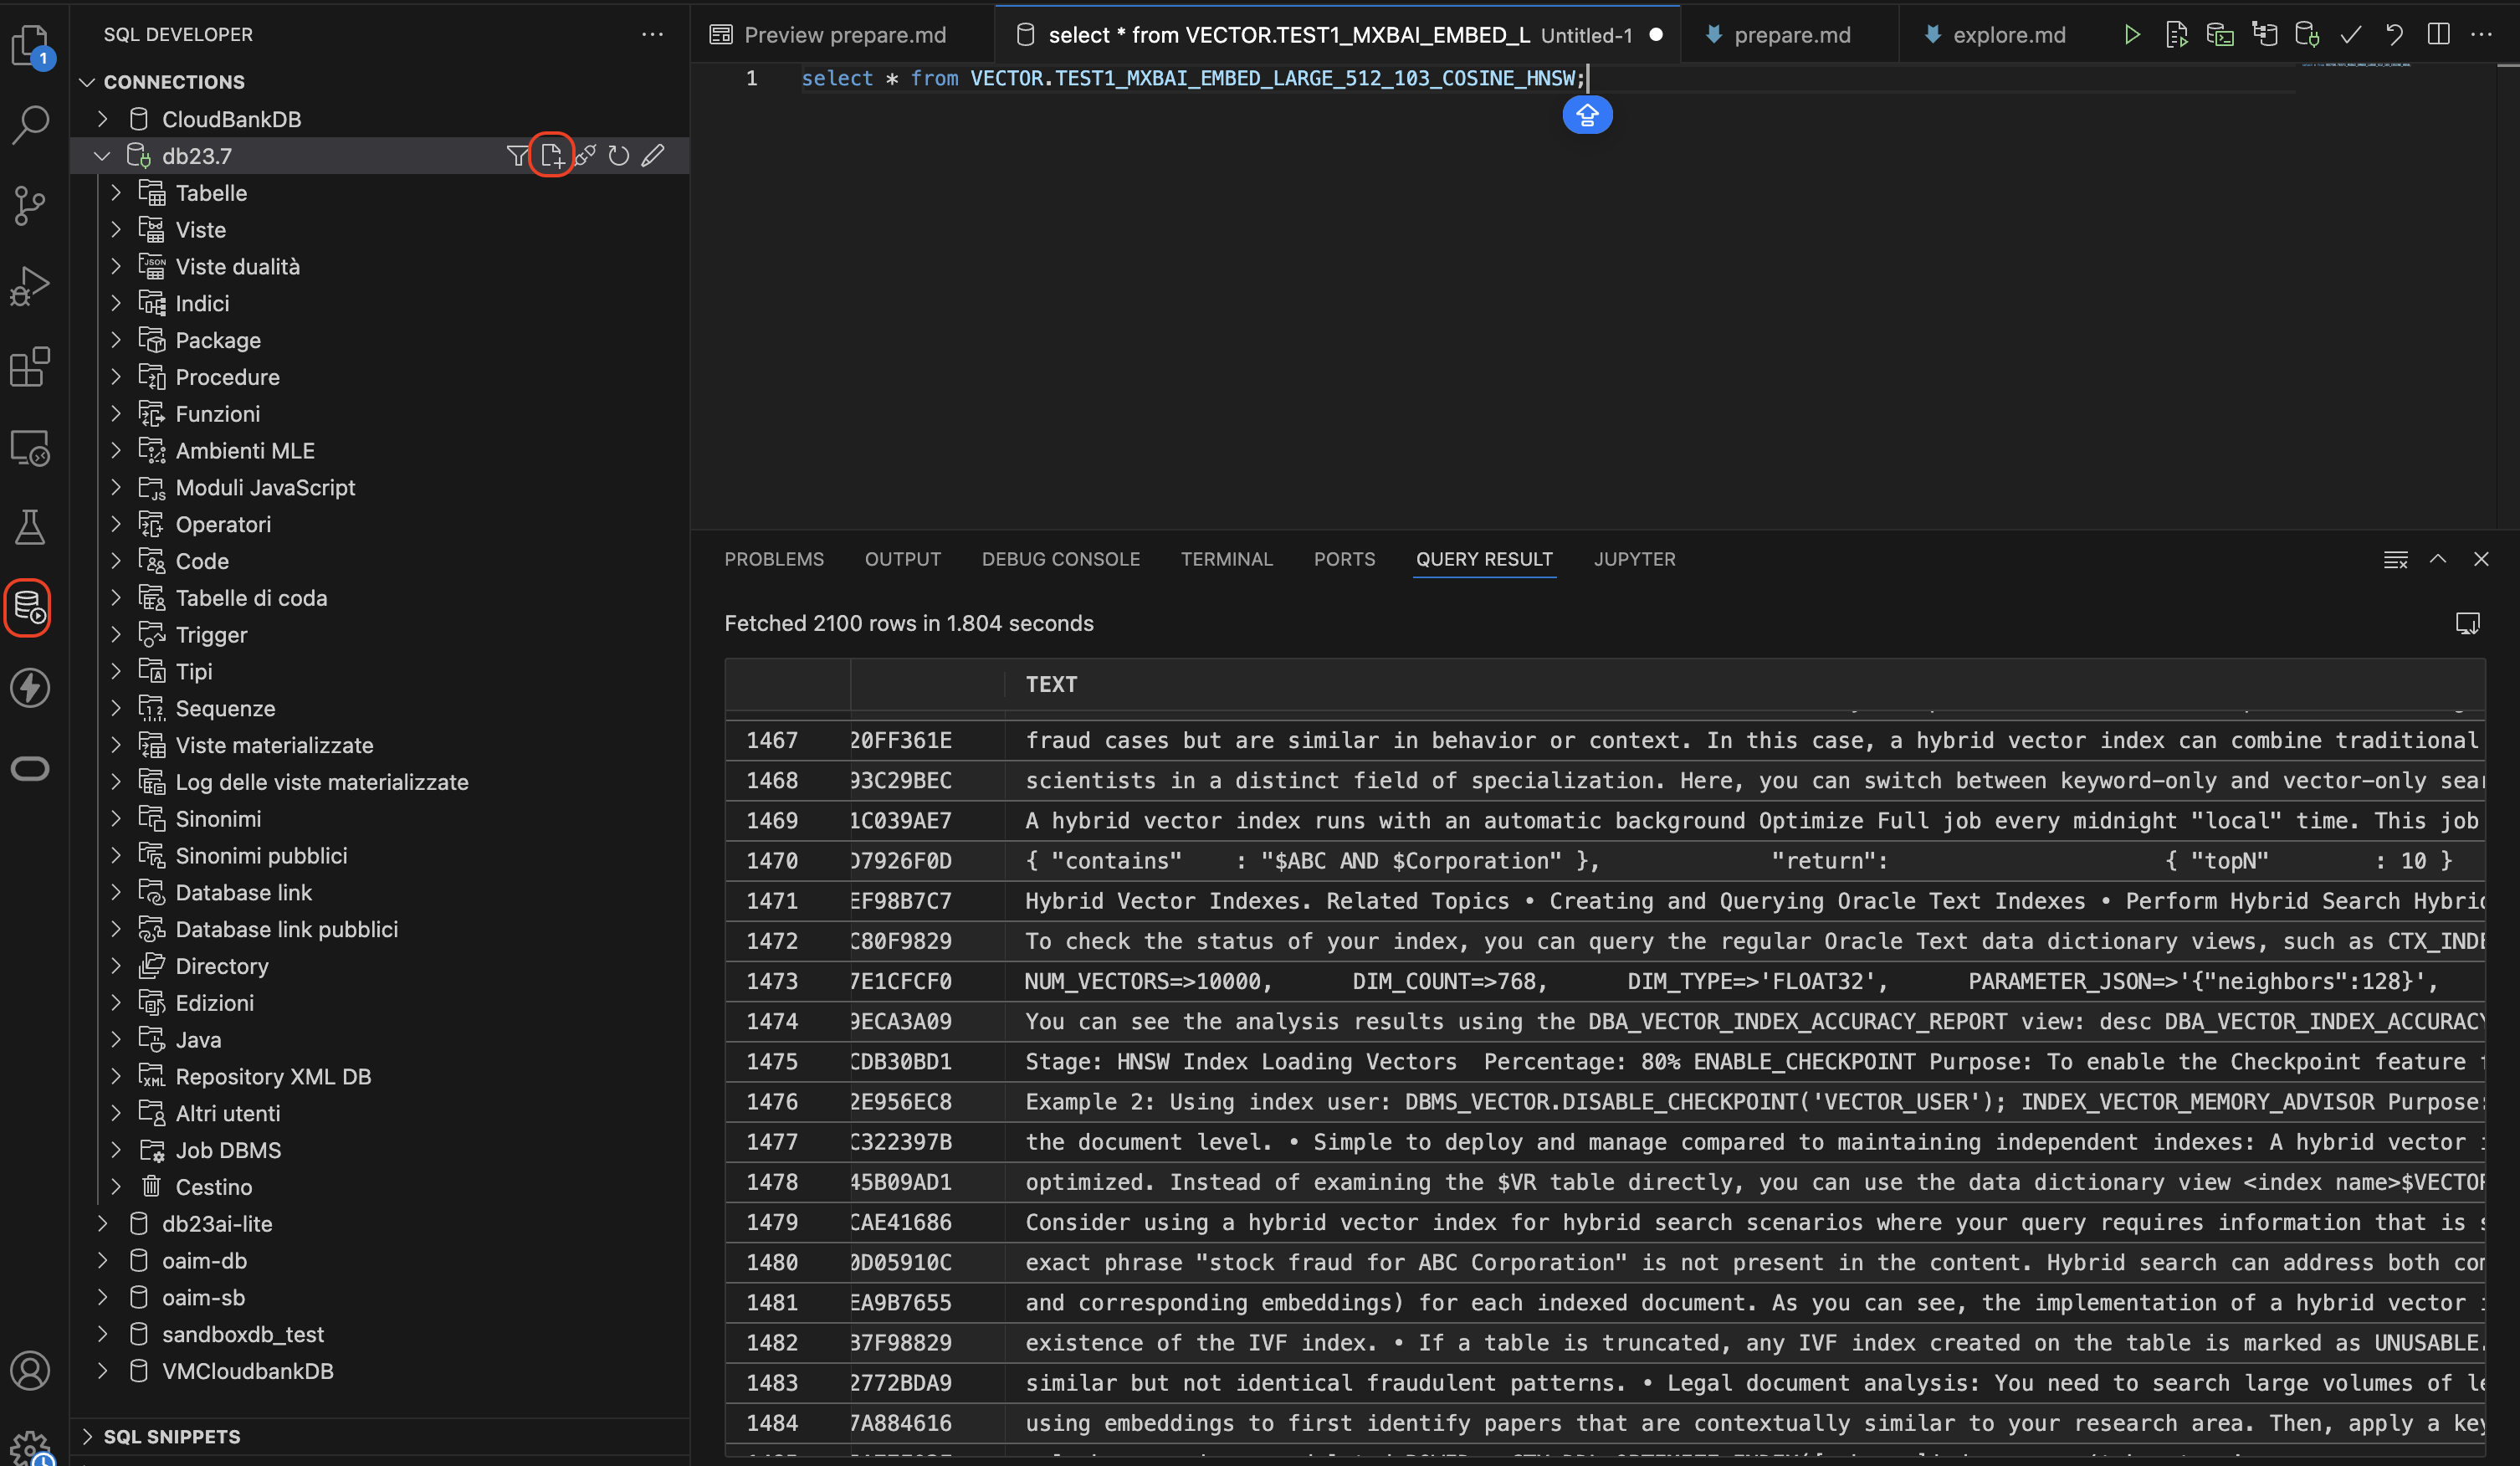 1
SQL DEVELOPER
CONNECTIONS
CloudBankDB
db23.7
Tabelle
Viste
Viste dualità
Indici
Package
Procedure
Funzioni
Ambienti MLE
Moduli JavaScript
Operatori
Code
Tabelle di coda
Trigger
Tipi
Sequenze
Viste materializzate
Log delle viste materializzate
Sinonimi
Sinonimi pubblici
Database link
Database link pubblici
Directory
Edizioni
Java
Repository XML DB
Altri utenti
Job DBMS
Cestino
db23ai-lite
oaim-db
oaim-sb
sandboxdb_test
VMCloudbankDB
SQL SNIPPETS
Preview prepare.md
select * from VECTOR.TEST1_MXBAI_EMBED_L Untitled-1
prepare.md
explore.md
1 select * from VECTOR.TEST1_MXBAI_EMBED_LARGE_512_103_COSINE_HNSW;
PROBLEMS OUTPUT DEBUG CONSOLE TERMINAL PORTS QUERY RESULT JUPYTER
Fetched 2100 rows in 1.804 seconds
TEXT
1467 20FF361E fraud cases but are similar in behavior or context. In this case, a hybrid vector index can combine traditional
1468 93C29BEC scientists in a distinct field of specialization. Here, you can switch between keyword-only and vector-only sear
1469 1C039AE7 A hybrid vector index runs with an automatic background Optimize Full job every midnight "local" time. This job
1470 D7926F0D { "contains" : "$ABC AND $Corporation" }, "return": { "topN" : 10 }
1471 EF98B7C7 Hybrid Vector Indexes. Related Topics • Creating and Querying Oracle Text Indexes • Perform Hybrid Search Hybrid
1472 C80F9829 To check the status of your index, you can query the regular Oracle Text data dictionary views, such as CTX_INDE
1473 7E1CFCF0 NUM_VECTORS=>10000, DIM_COUNT=>768, DIM_TYPE=>'FLOAT32', PARAMETER_JSON=>'{"neighbors":128}',
1474 9ECA3A09 You can see the analysis results using the DBA_VECTOR_INDEX_ACCURACY_REPORT view: desc DBA_VECTOR_INDEX_ACCURACY
1475 CDB30BD1 Stage: HNSW Index Loading Vectors Percentage: 80% ENABLE_CHECKPOINT Purpose: To enable the Checkpoint feature f
1476 2E956EC8 Example 2: Using index user: DBMS_VECTOR.DISABLE_CHECKPOINT('VECTOR_USER'); INDEX_VECTOR_MEMORY_ADVISOR Purpose:
1477 C322397B the document level. • Simple to deploy and manage compared to maintaining independent indexes: A hybrid vector i
1478 45B09AD1 optimized. Instead of examining the $VR table directly, you can use the data dictionary view <index name>$VECTOR
1479 CAE41686 Consider using a hybrid vector index for hybrid search scenarios where your query requires information that is s
1480 0D05910C exact phrase "stock fraud for ABC Corporation" is not present in the content. Hybrid search can address both com
1481 EA9B7655 and corresponding embeddings) for each indexed document. As you can see, the implementation of a hybrid vector i
1482 B7F98829 existence of the IVF index. • If a table is truncated, any IVF index created on the table is marked as UNUSABLE.
1483 2772BDA9 similar but not identical fraudulent patterns. • Legal document analysis: You need to search large volumes of le
1484 7A884616 using embeddings to first identify papers that are contextually similar to your research area. Then, apply a key